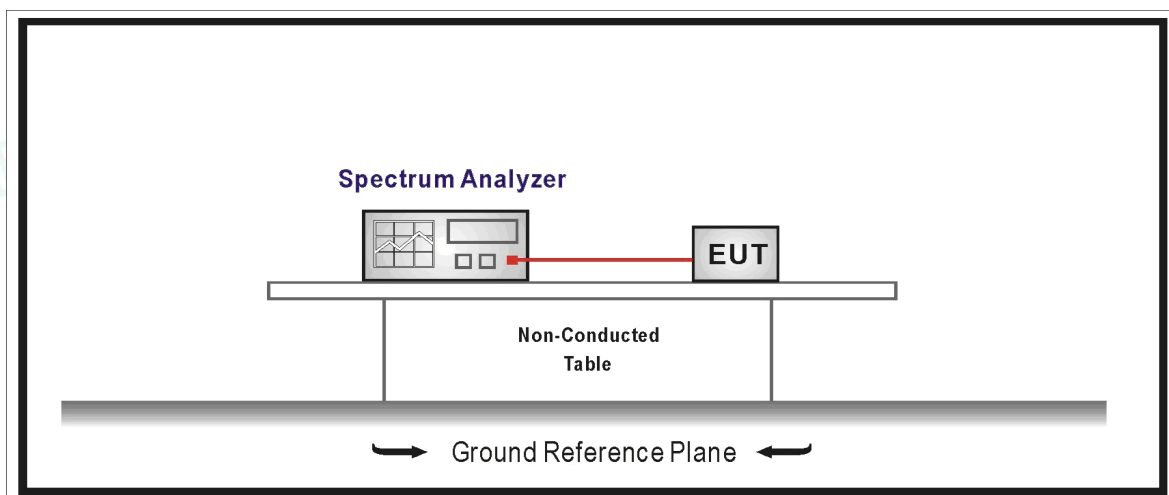 Spectrum Analyzer
EUT
Non-Conducted
Table
Ground Reference Plane